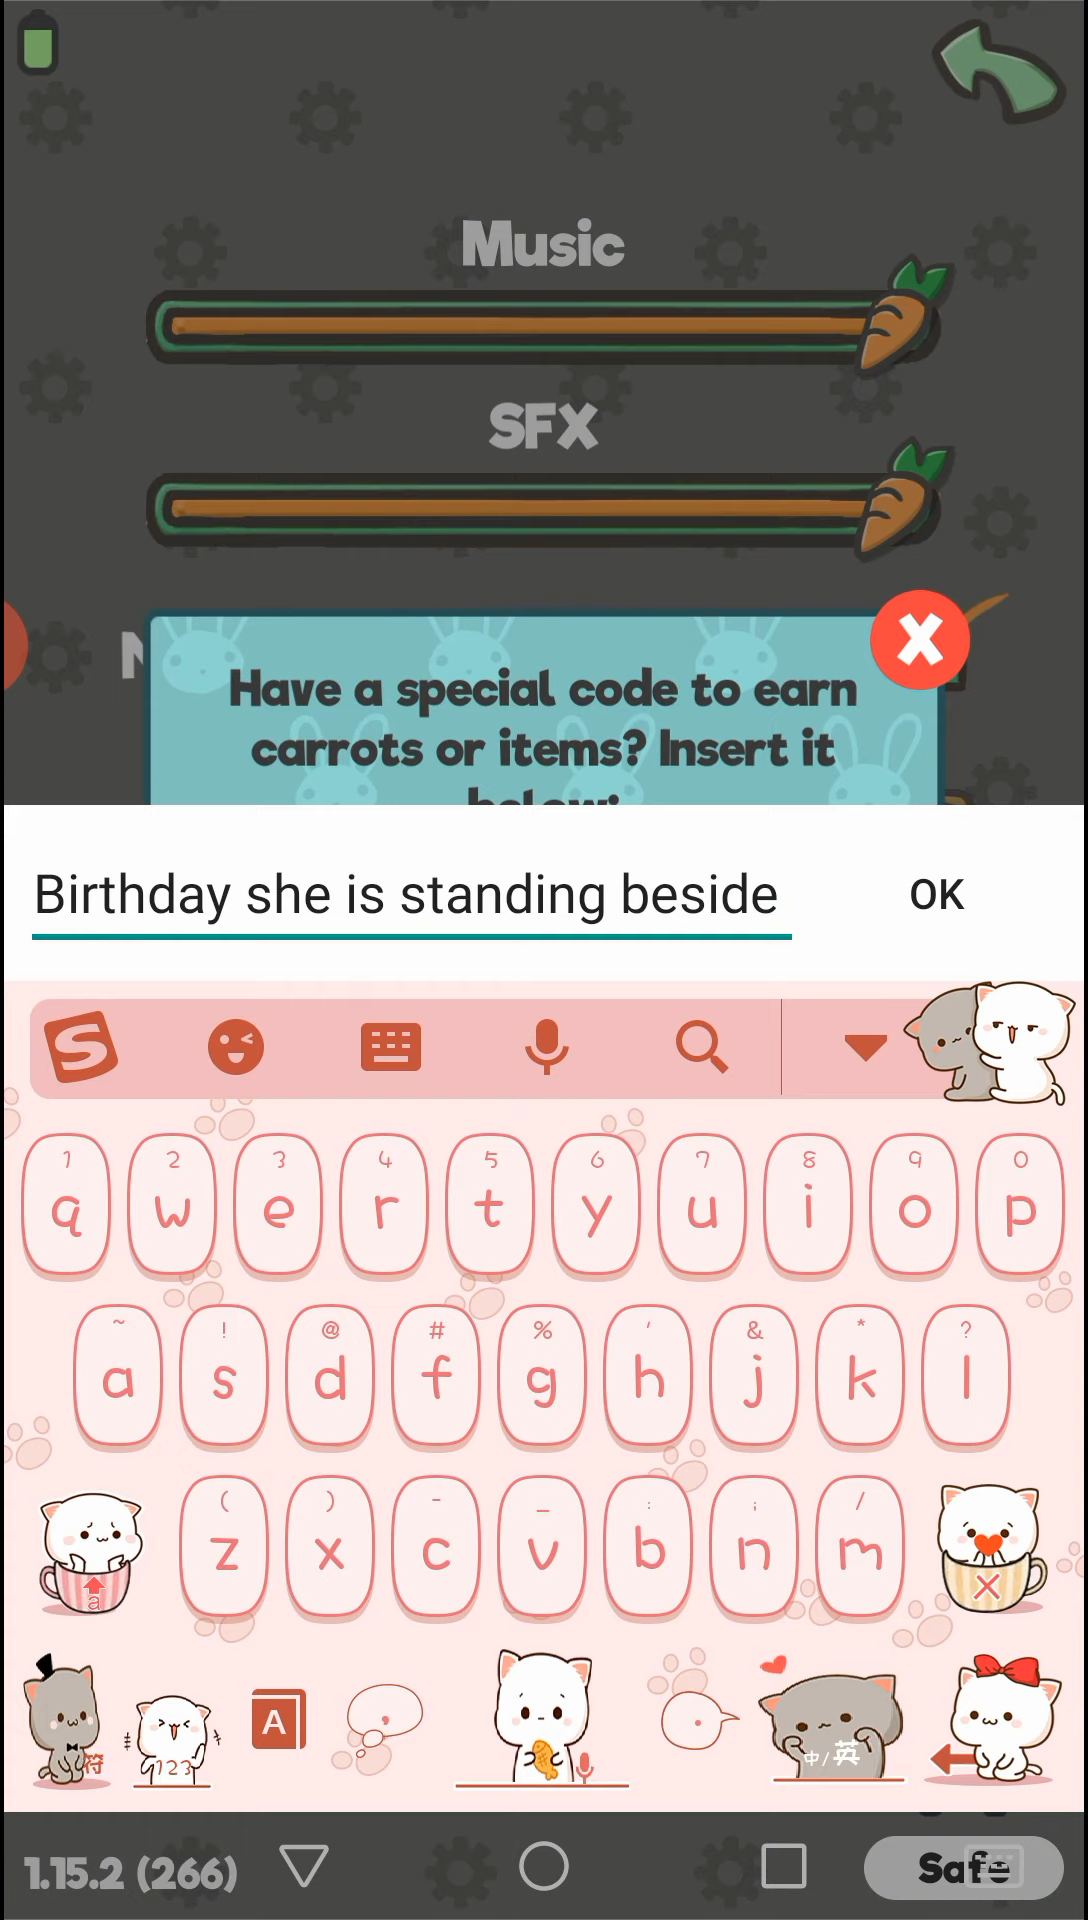 Music
SFX
N
Have a special code to earn
carrots or items? Insert it
below:
Birthday she is standing beside
OK
1 2 3 4 5 6 7 8 9 0
q w e r t y u i o p
~ ! @ # % ' & * ?
a s d f g h j k l
( ) - _ : ; /
z x c v b n m
a
符
123
A
,
.
中/英
1.15.2 (266)
Safe